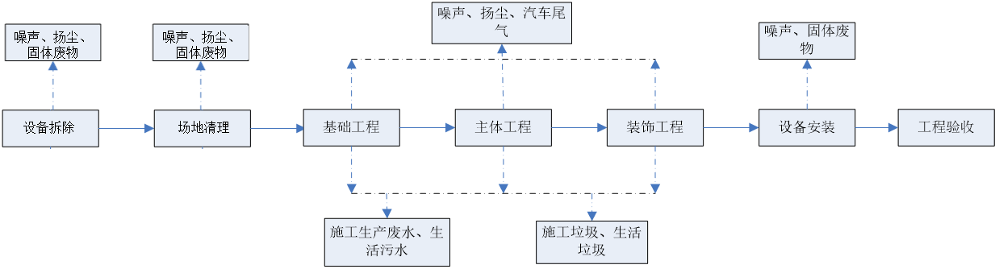 噪声、扬尘、汽车尾
气
噪声、扬尘、
固体废物
噪声、扬尘、
固体废物
噪声、固体废
物
设备拆除
场地清理
基础工程
主体工程
装饰工程
设备安装
工程验收
施工生产废水、生
活污水
施工垃圾、生活
垃圾